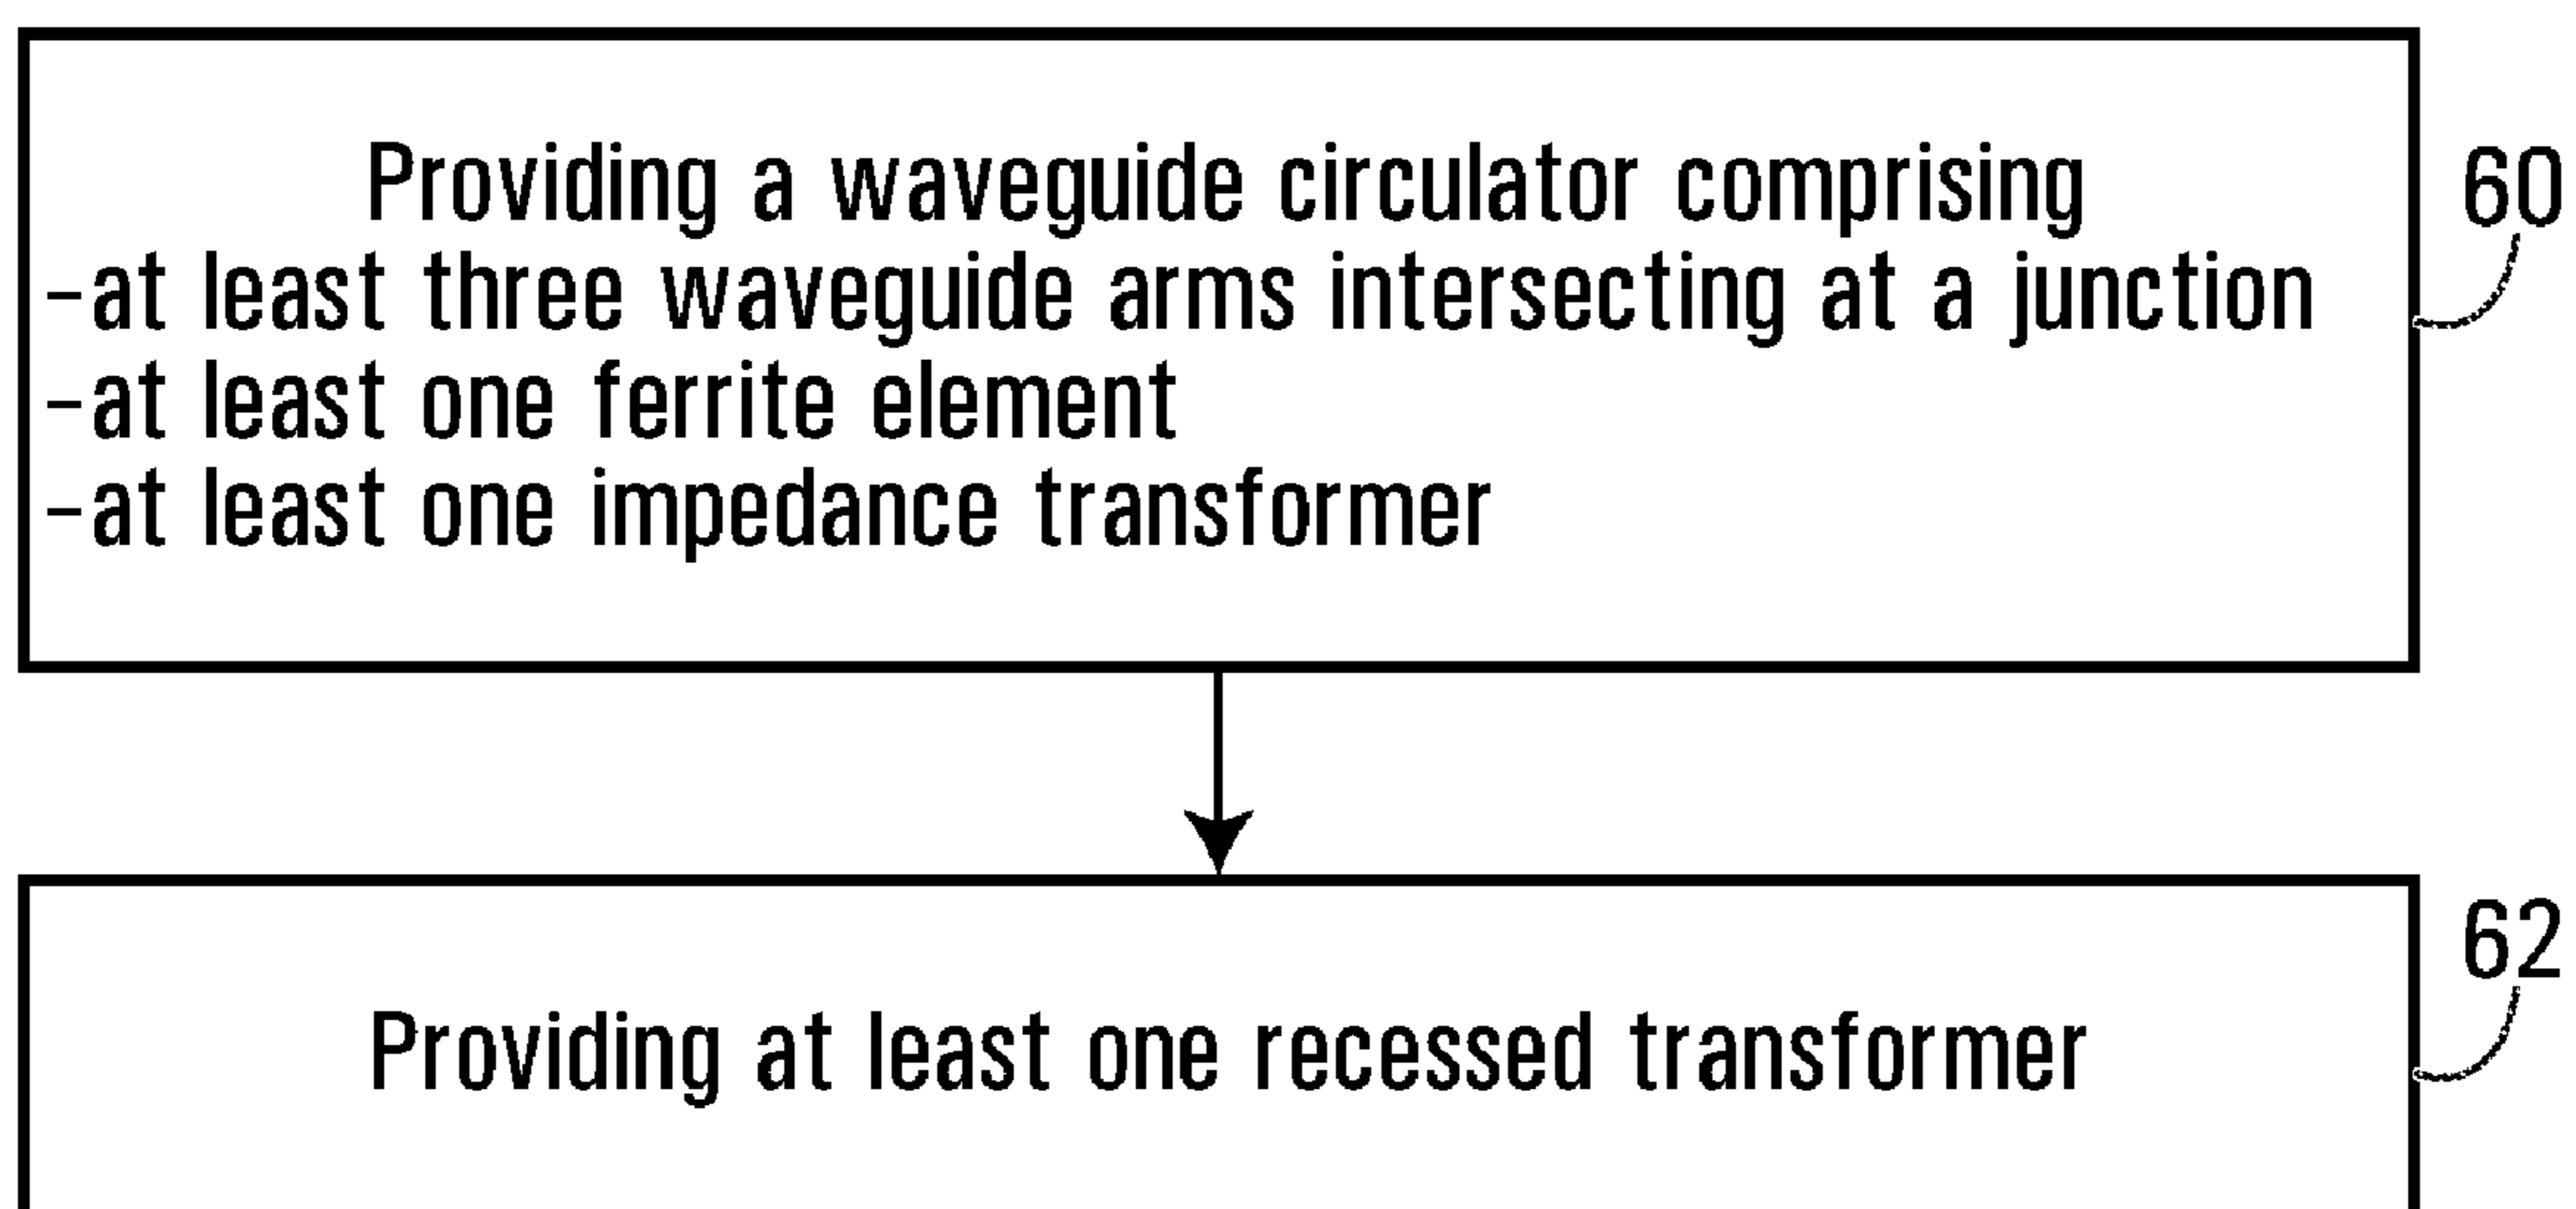 Providing a waveguide circulator comprising
-at least three waveguide arms intersecting at a junction
-at least one ferrite element
-at least one impedance transformer
60
Providing at least one recessed transformer
62